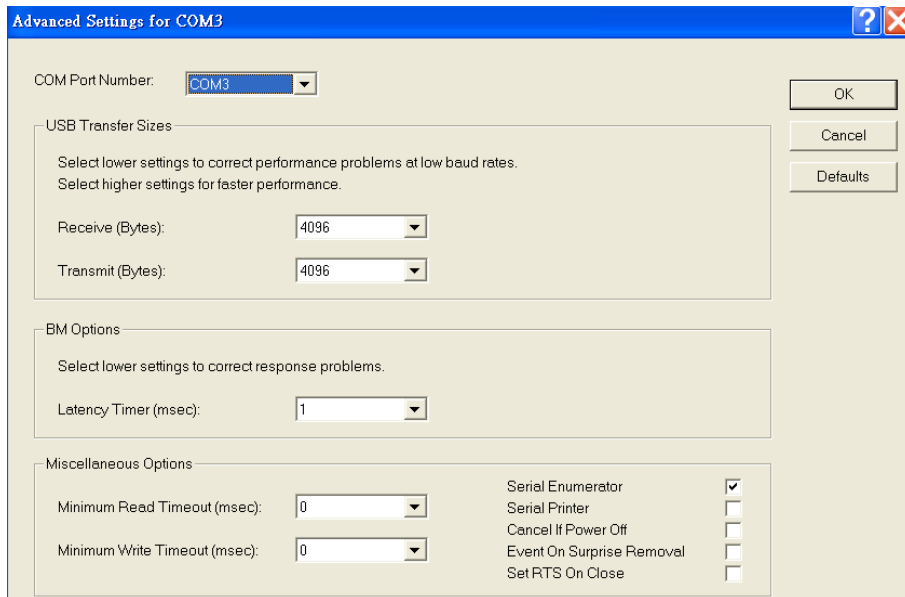 Advanced Settings for COM3
COM Port Number: COM3
OK
Cancel
Defaults
USB Transfer Sizes
Select lower settings to correct performance problems at low baud rates.
Select higher settings for faster performance.
Receive (Bytes): 4096
Transmit (Bytes): 4096
BM Options
Select lower settings to correct response problems.
Latency Timer (msec): 1
Miscellaneous Options
Minimum Read Timeout (msec): 0
Minimum Write Timeout (msec): 0
Serial Enumerator
Serial Printer
Cancel If Power Off
Event On Surprise Removal
Set RTS On Close